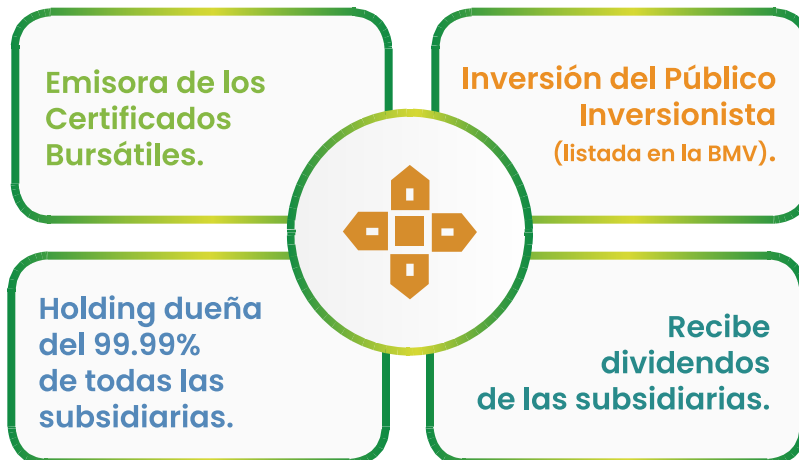 Emisora de los
Certificados
Bursátiles.
Inversión del Público
Inversionista
(listada en la BMV).
Holding dueña
del 99.99%
de todas las
subsidiarias.
Recibe
dividendos
de las subsidiarias.